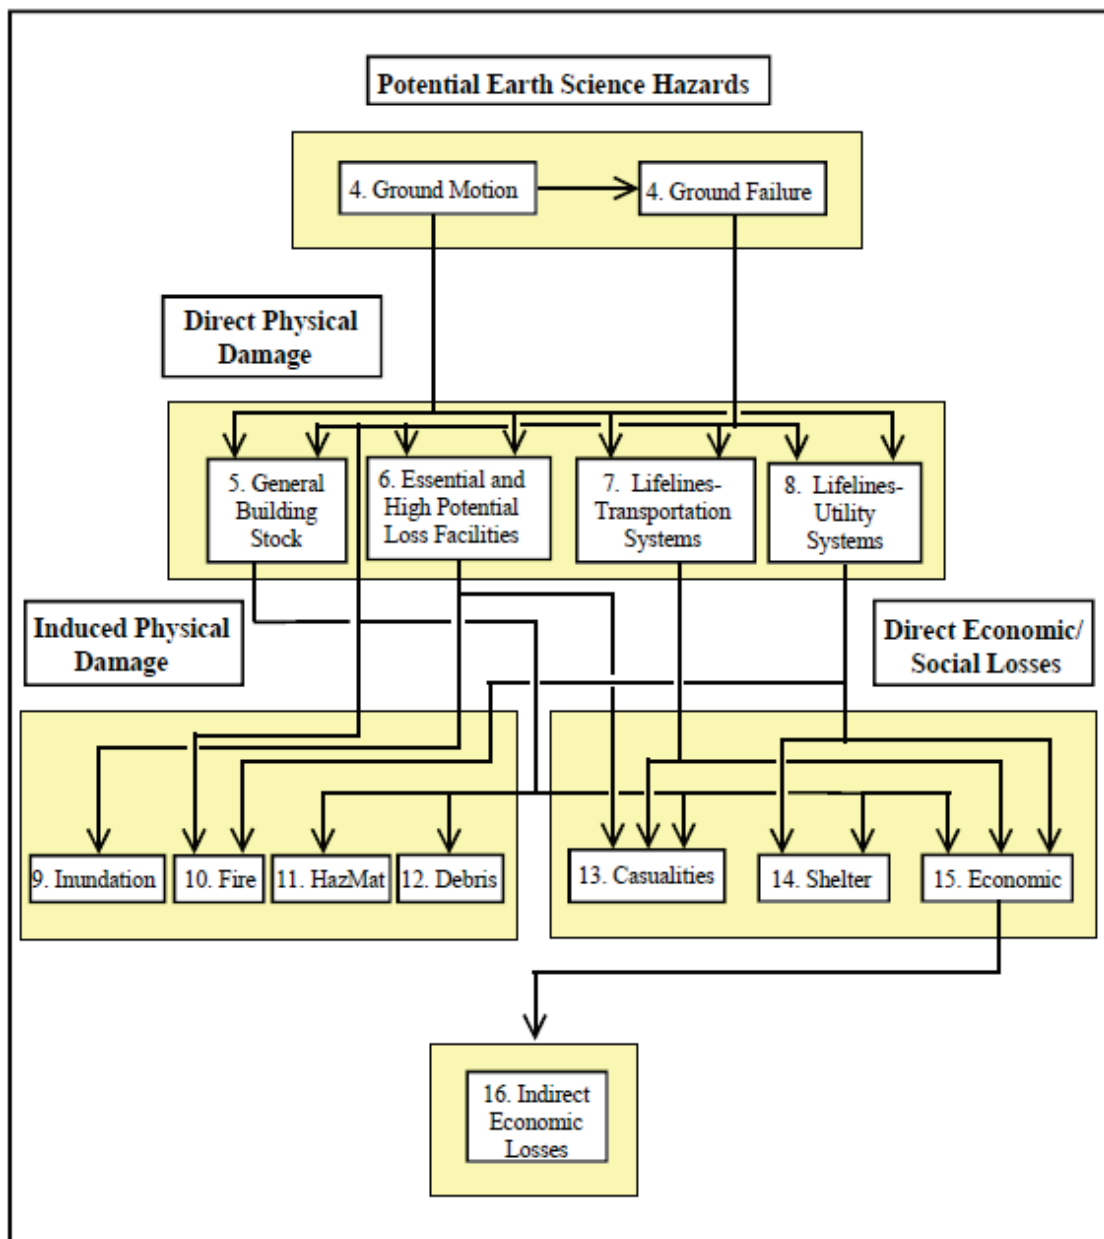 Potential Earth Science Hazards
4. Ground Motion
4. Ground Failure
Direct Physical
Damage
5. General
Building
Stock
6. Essential and
High Potential
Loss Facilities
7. Lifelines-
Transportation
Systems
8. Lifelines-
Utility
Systems
Induced Physical
Damage
Direct Economic/
Social Losses
9. Inundation
10. Fire
11. HazMat
12. Debris
13. Casualities
14. Shelter
15. Economic
16. Indirect
Economic
Losses